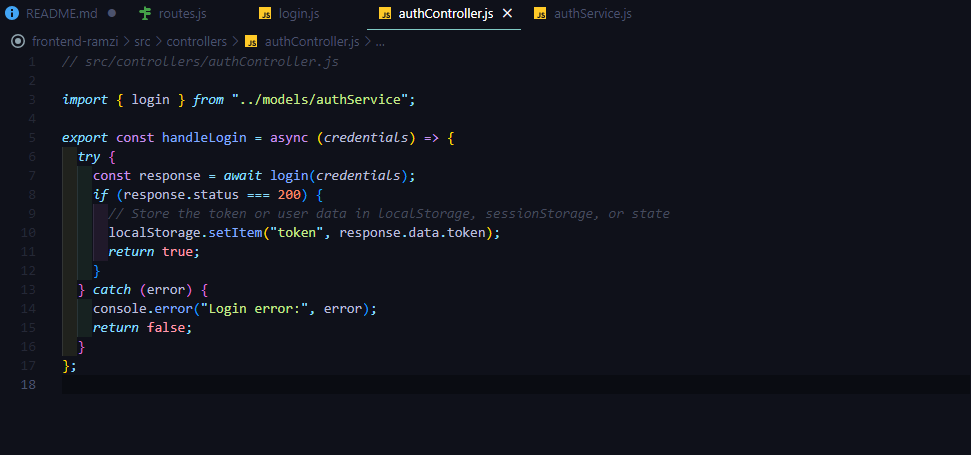 README.md routes.js JS login.js JS authController.js JS authService.js
frontend-ramzi > src > controllers > JS authController.js > ...
1 // src/controllers/authController.js
2
3 import { login } from "../models/authService";
4
5 export const handleLogin = async (credentials) => {
6 try {
7 const response = await login(credentials);
8 if (response.status === 200) {
9 // Store the token or user data in localStorage, sessionStorage, or state
10 localStorage.setItem("token", response.data.token);
11 return true;
12 }
13 } catch (error) {
14 console.error("Login error:", error);
15 return false;
16 }
17 };
18